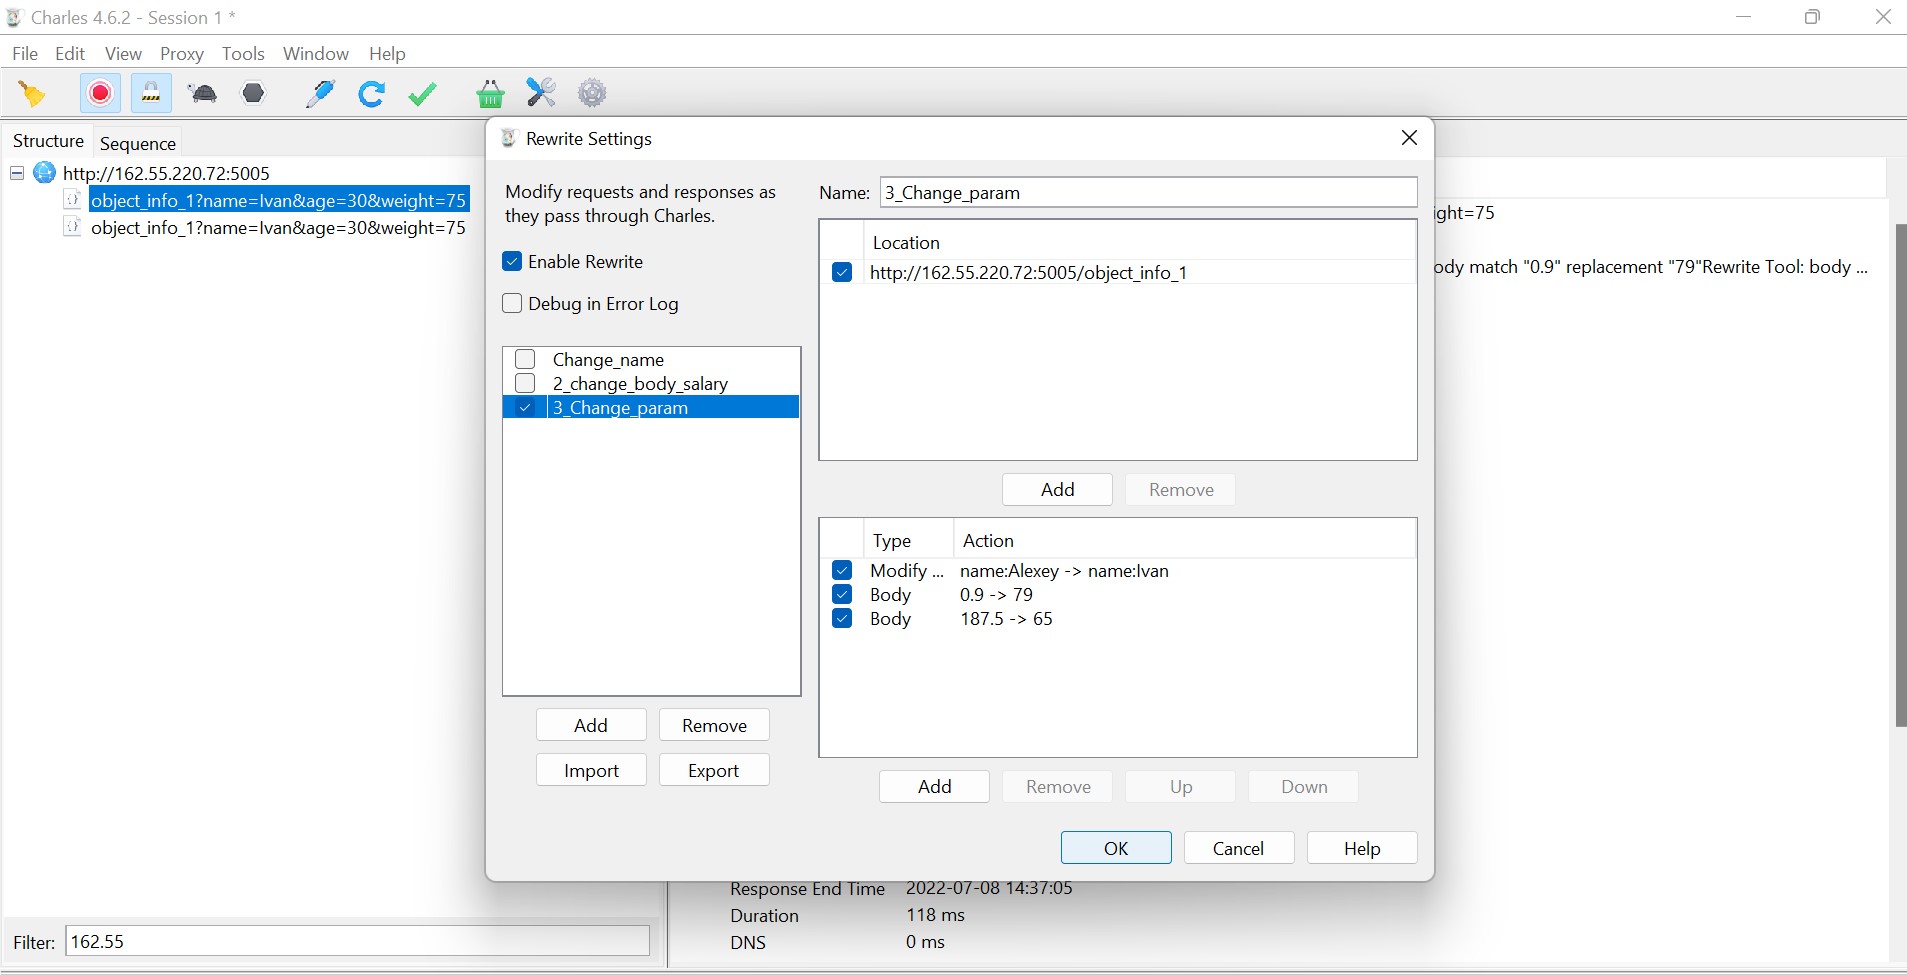 Charles 4.6.2 - Session 1 *
File Edit View Proxy Tools Window Help
Structure Sequence
http://162.55.220.72:5005
object_info_1?name=Ivan&age=30&weight=75
object_info_1?name=Ivan&age=30&weight=75
Filter: 162.55
Rewrite Settings
Modify requests and responses as
they pass through Charles.
Enable Rewrite
Debug in Error Log
Change_name
2_change_body_salary
3_Change_param
Add Remove
Import Export
Name: 3_Change_param
Location
http://162.55.220.72:5005/object_info_1
Add Remove
Type Action
Modify ... name:Alexey -> name:Ivan
Body 0.9 -> 79
Body 187.5 -> 65
Add Remove Up Down
OK Cancel Help
ight=75
ody match "0.9" replacement "79"Rewrite Tool: body ...
Response End Time 2022-07-08 14:37:05
Duration 118 ms
DNS 0 ms